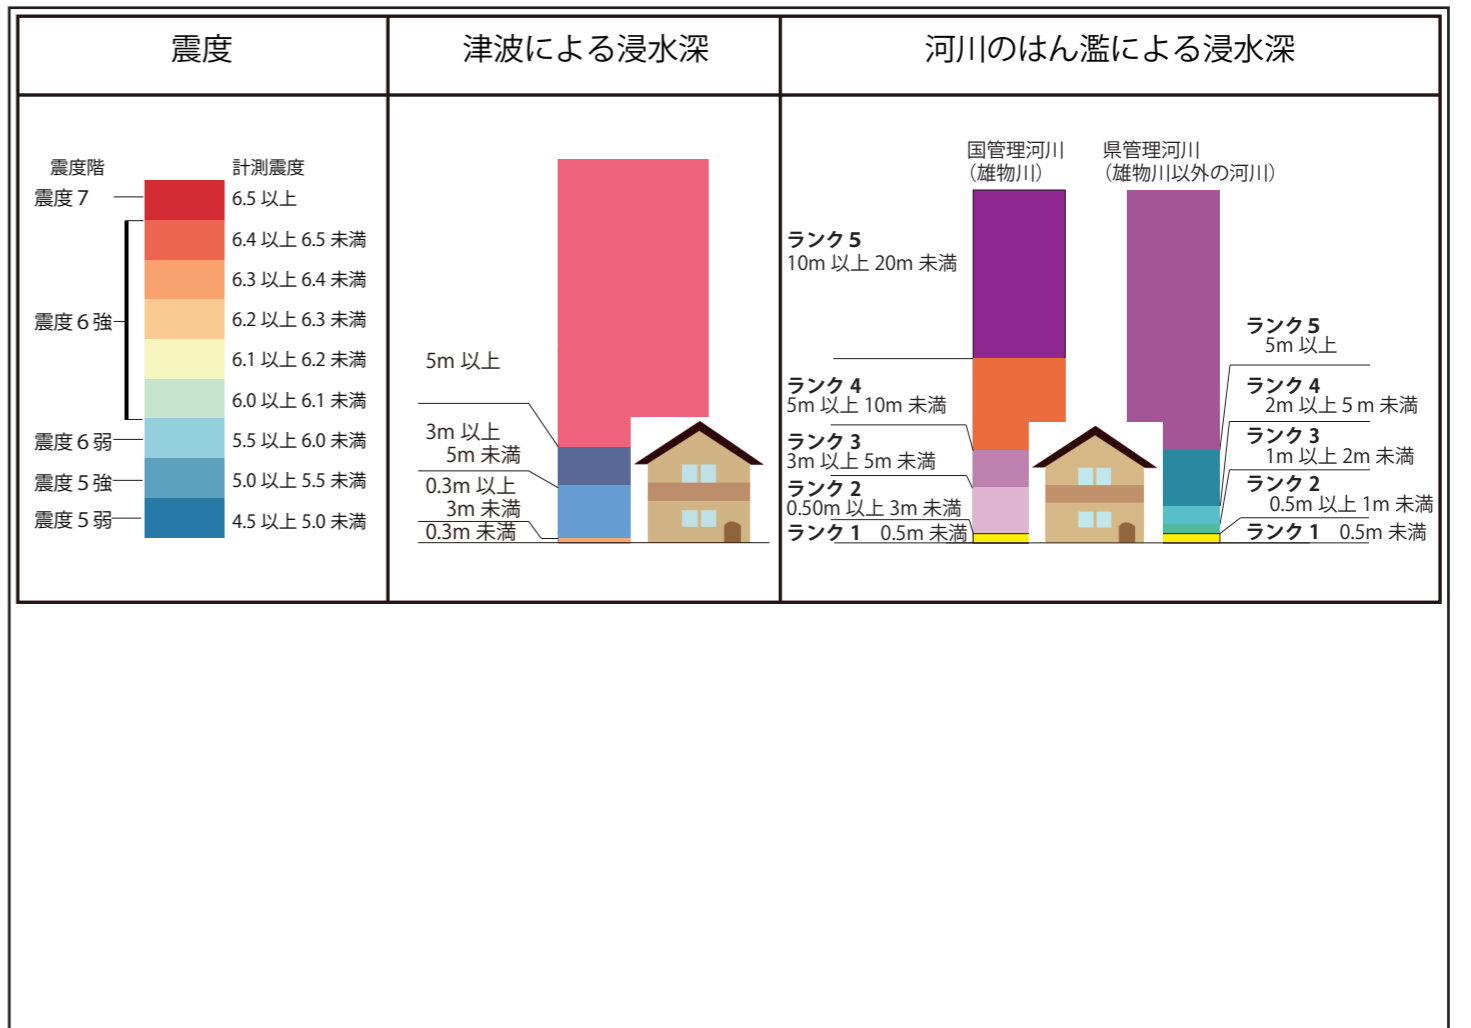 震度
津波による浸水深
河川のはん濫による浸水深
震度階
計測震度
震度7
6.5 以上
6.4 以上 6.5 未満
6.3 以上 6.4 未満
震度6強
6.2 以上 6.3 未満
6.1 以上 6.2 未満
6.0 以上 6.1 未満
震度6弱
5.5 以上 6.0 未満
震度5強
5.0 以上 5.5 未満
震度5弱
4.5 以上 5.0 未満
5m 以上
3m 以上
5m 未満
0.3m 以上
3m 未満
0.3m 未満
国管理河川
（雄物川）
ランク 5
10m 以上 20m 未満
ランク 4
5m 以上 10m 未満
ランク 3
3m 以上 5m 未満
ランク 2
0.50m 以上 3m 未満
ランク 1 0.5m 未満
県管理河川
（雄物川以外の河川）
ランク 5
5m 以上
ランク 4
2m 以上 5 m 未満
ランク 3
1m 以上 2m 未満
ランク 2
0.5m 以上 1m 未満
ランク 1 0.5m 未満